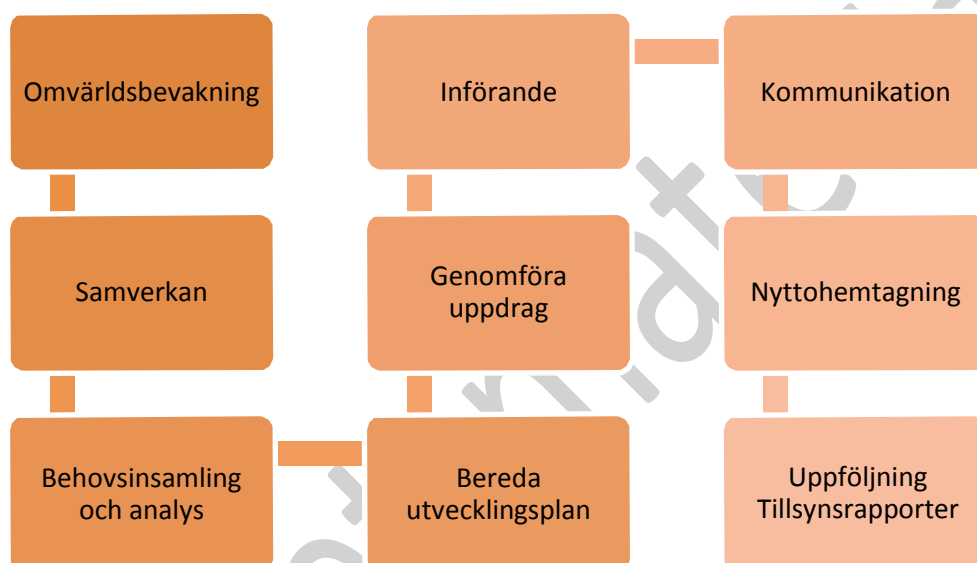 Omvärldsbevakning
Samverkan
Behovsinsamling
och analys
Bereda
utvecklingsplan
Genomföra
uppdrag
Införande
Kommunikation
Nyttohemtagning
Uppföljning
Tillsynsrapporter